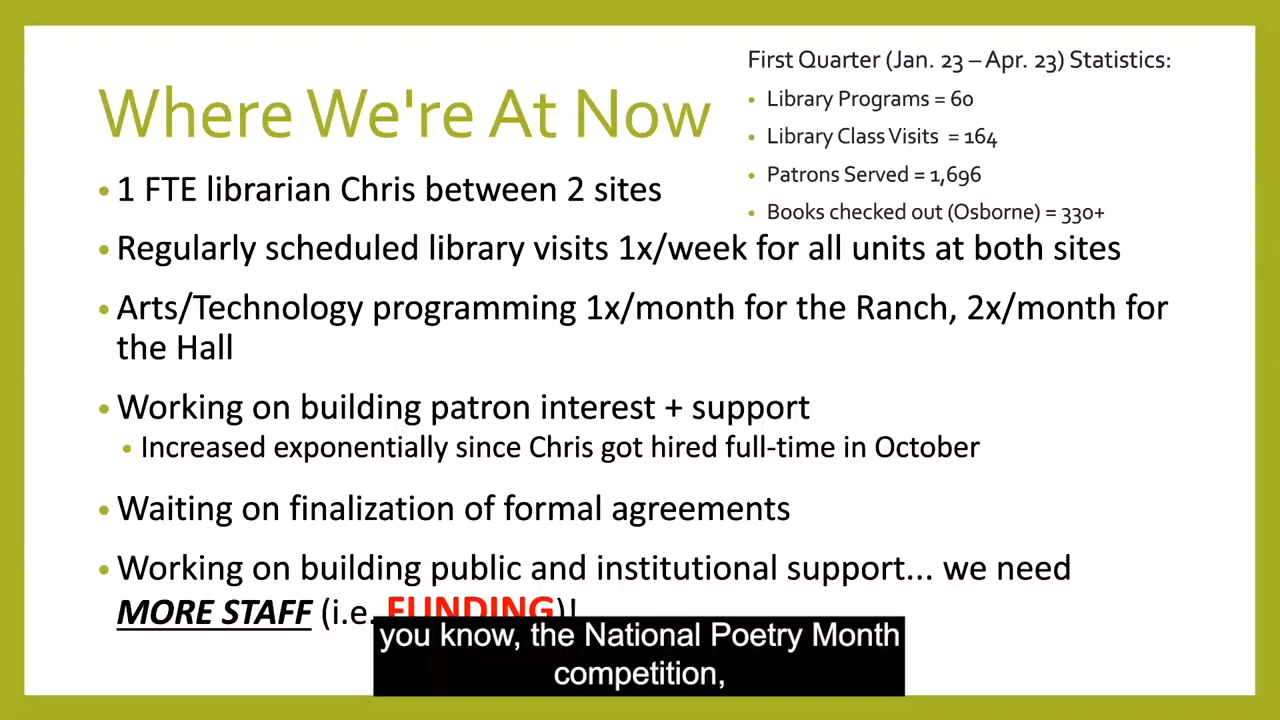 Where We're At Now
First Quarter (Jan. 23 – Apr. 23) Statistics:
• Library Programs = 60
• Library Class Visits = 164
• Patrons Served = 1,696
• Books checked out (Osborne) = 330+
• 1 FTE librarian Chris between 2 sites
• Regularly scheduled library visits 1x/week for all units at both sites
• Arts/Technology programming 1x/month for the Ranch, 2x/month for
the Hall
• Working on building patron interest + support
• Increased exponentially since Chris got hired full-time in October
• Waiting on finalization of formal agreements
• Working on building public and institutional support... we need
MORE STAFF (i.e. FUNDING)!
you know, the National Poetry Month
competition,